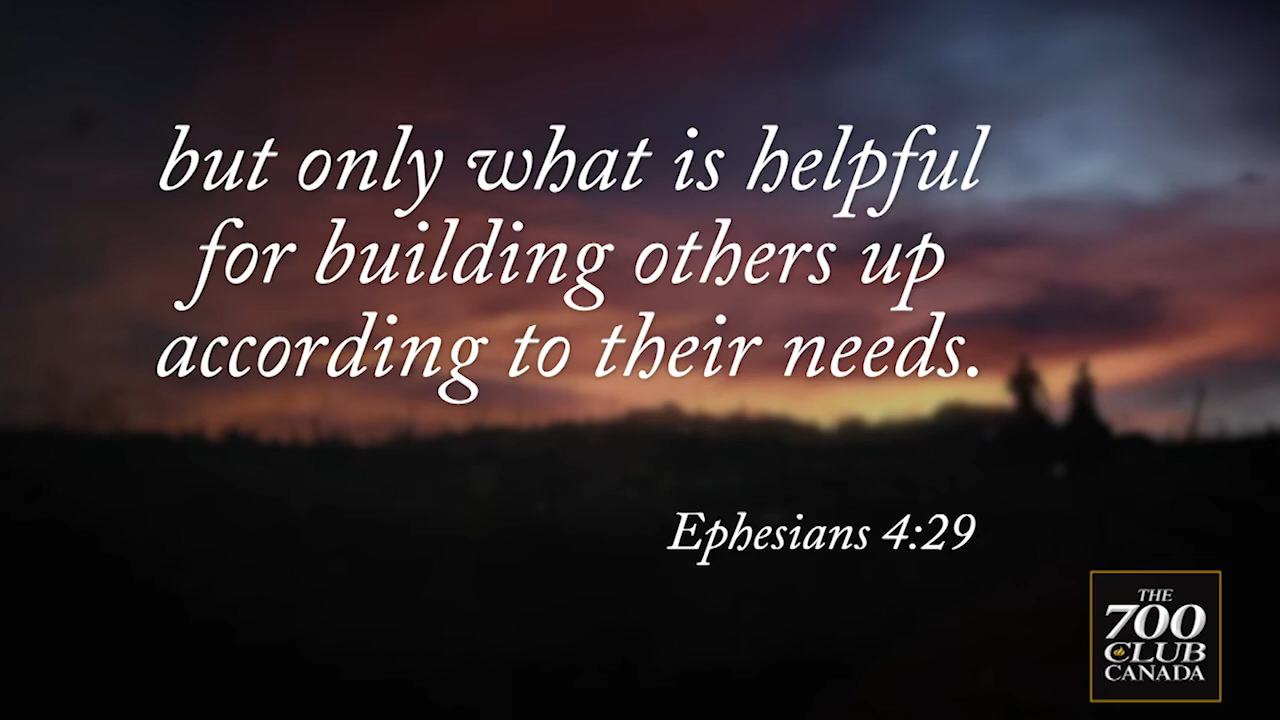 but only what is helpful
for building others up
according to their needs.
Ephesians 4:29
THE
700
CLUB
CANADA